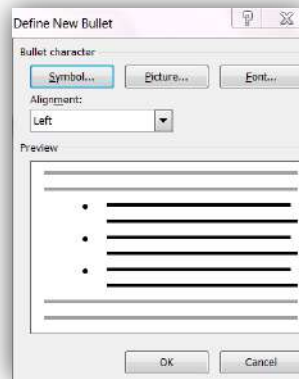 Define New Bullet
Bullet character
Symbol... Picture... Font...
Alignment:
Left
Preview
OK Cancel